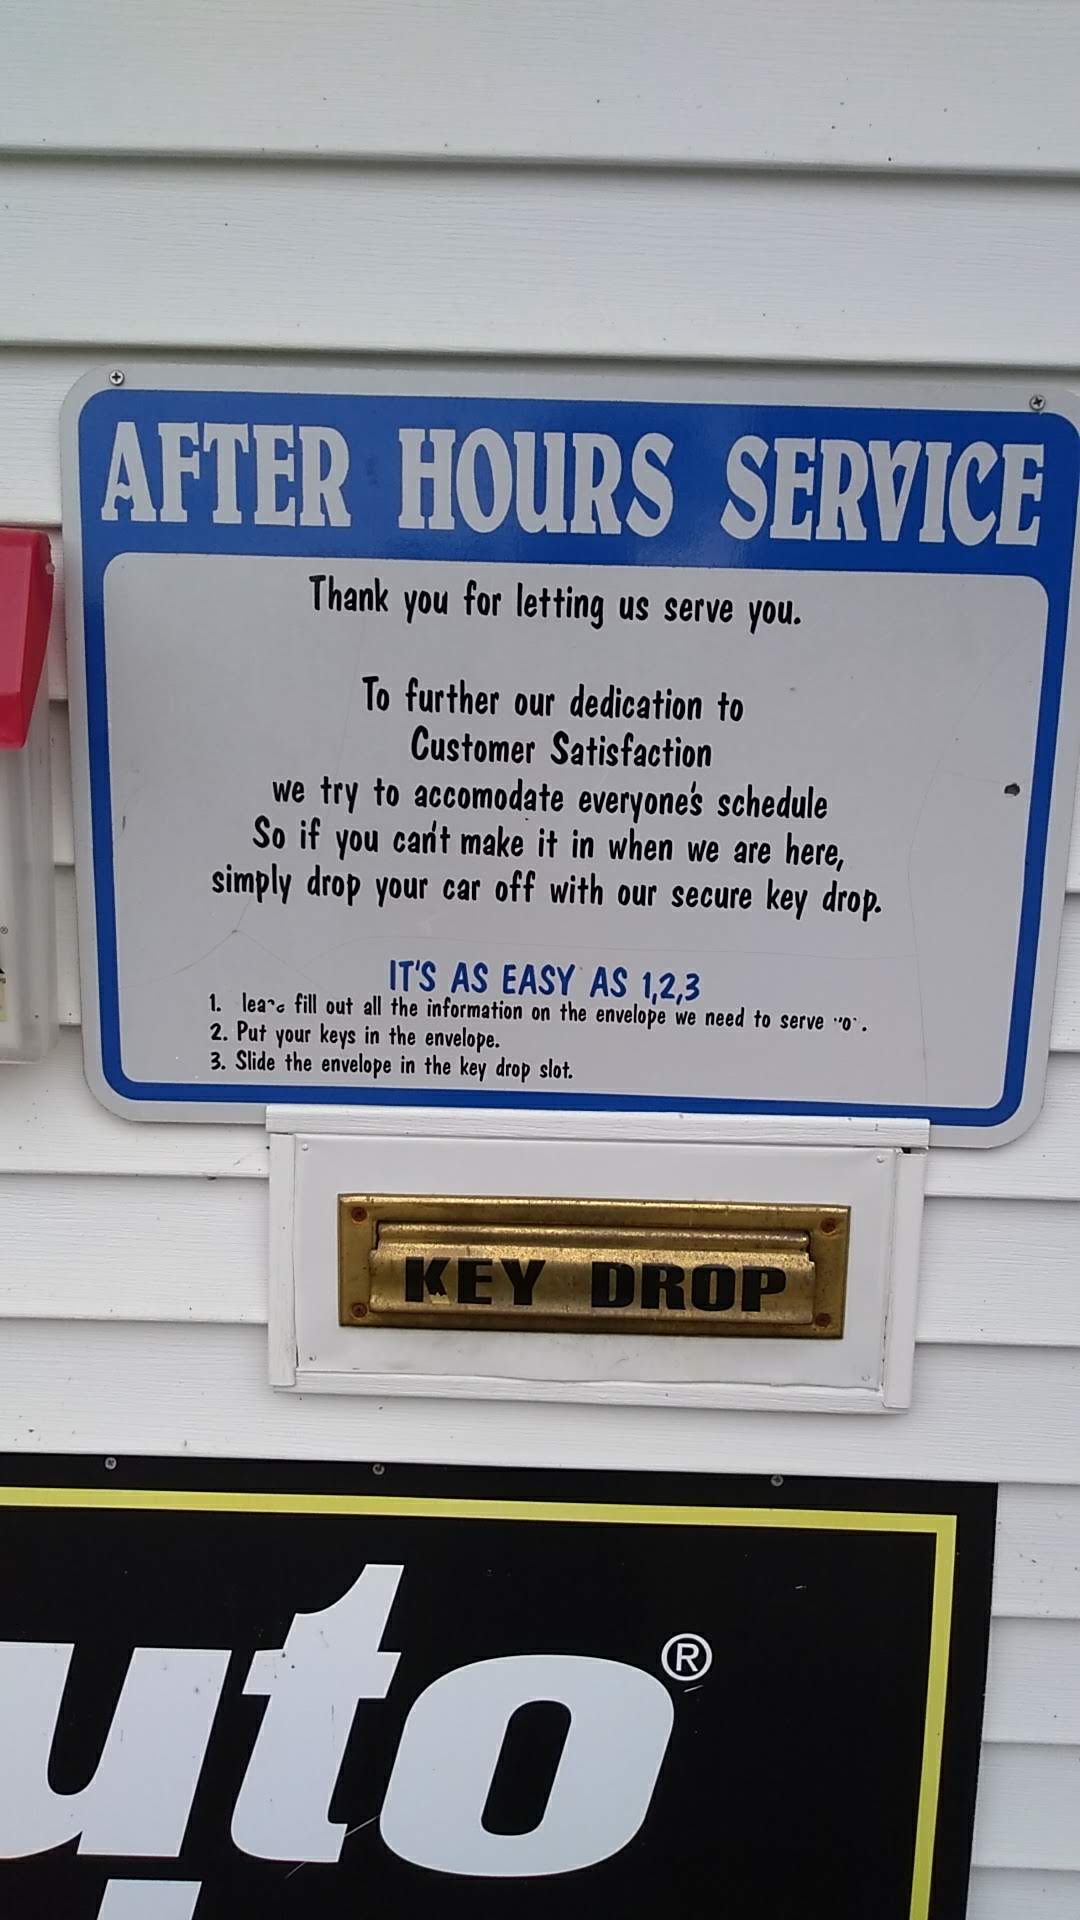 AFTER HOURS SERVICE
Thank you for letting us serve you.
To further our dedication to
Customer Satisfaction
we try to accomodate everyone's schedule
So if you can't make it in when we are here,
simply drop your car off with our secure key drop.
IT'S AS EASY AS 1,2,3
1. fill out all the information on the envelope we need to serve
2. Put your keys in the envelope.
3. Slide the envelope in the key drop slot.
KEY DROP
uto®